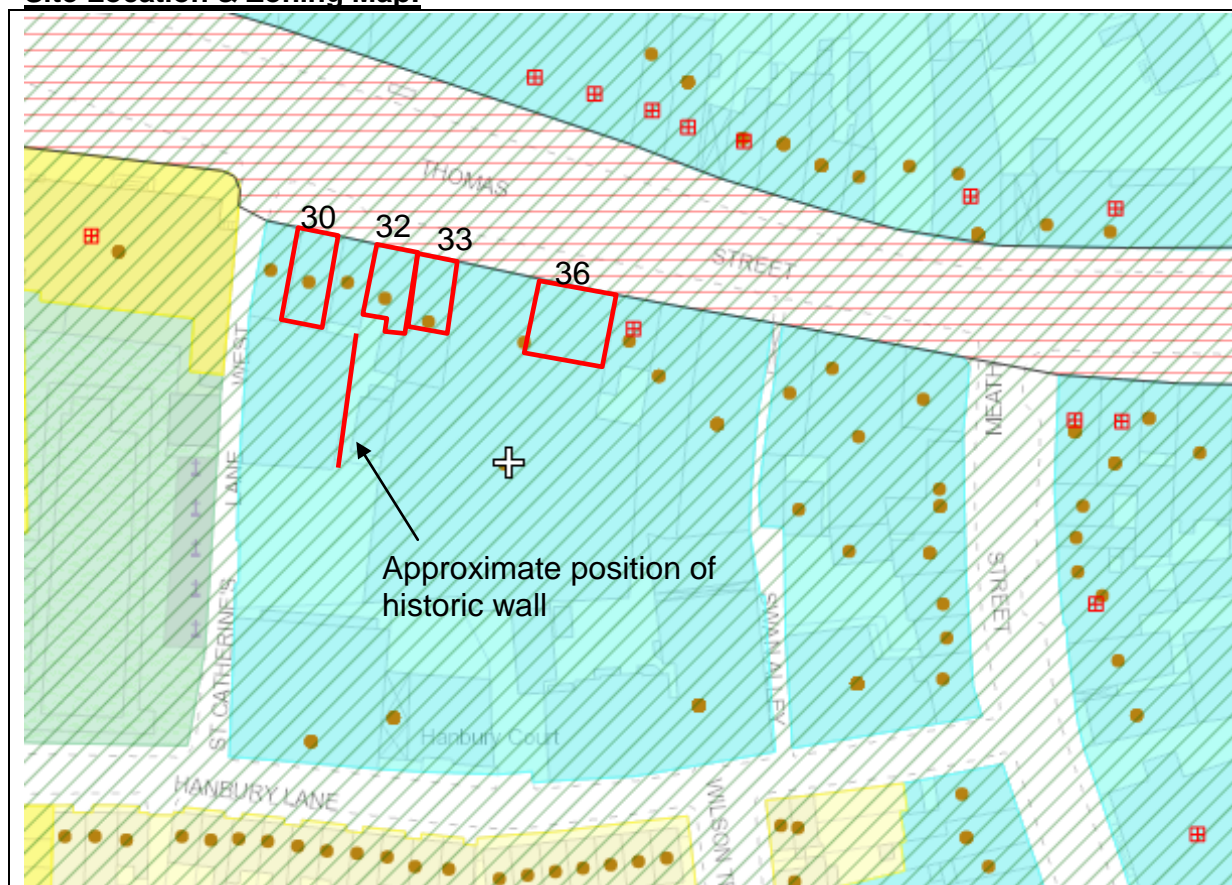 Site Location & Zoning Map:
THOMAS
STREET
30
32
33
36
WEST
LANE
ST. CATHERINE'S
MEATH
STREET
Approximate position of
historic wall
SWAN ALLEY
Hanbury Court
HANBURY LANE
WILSON